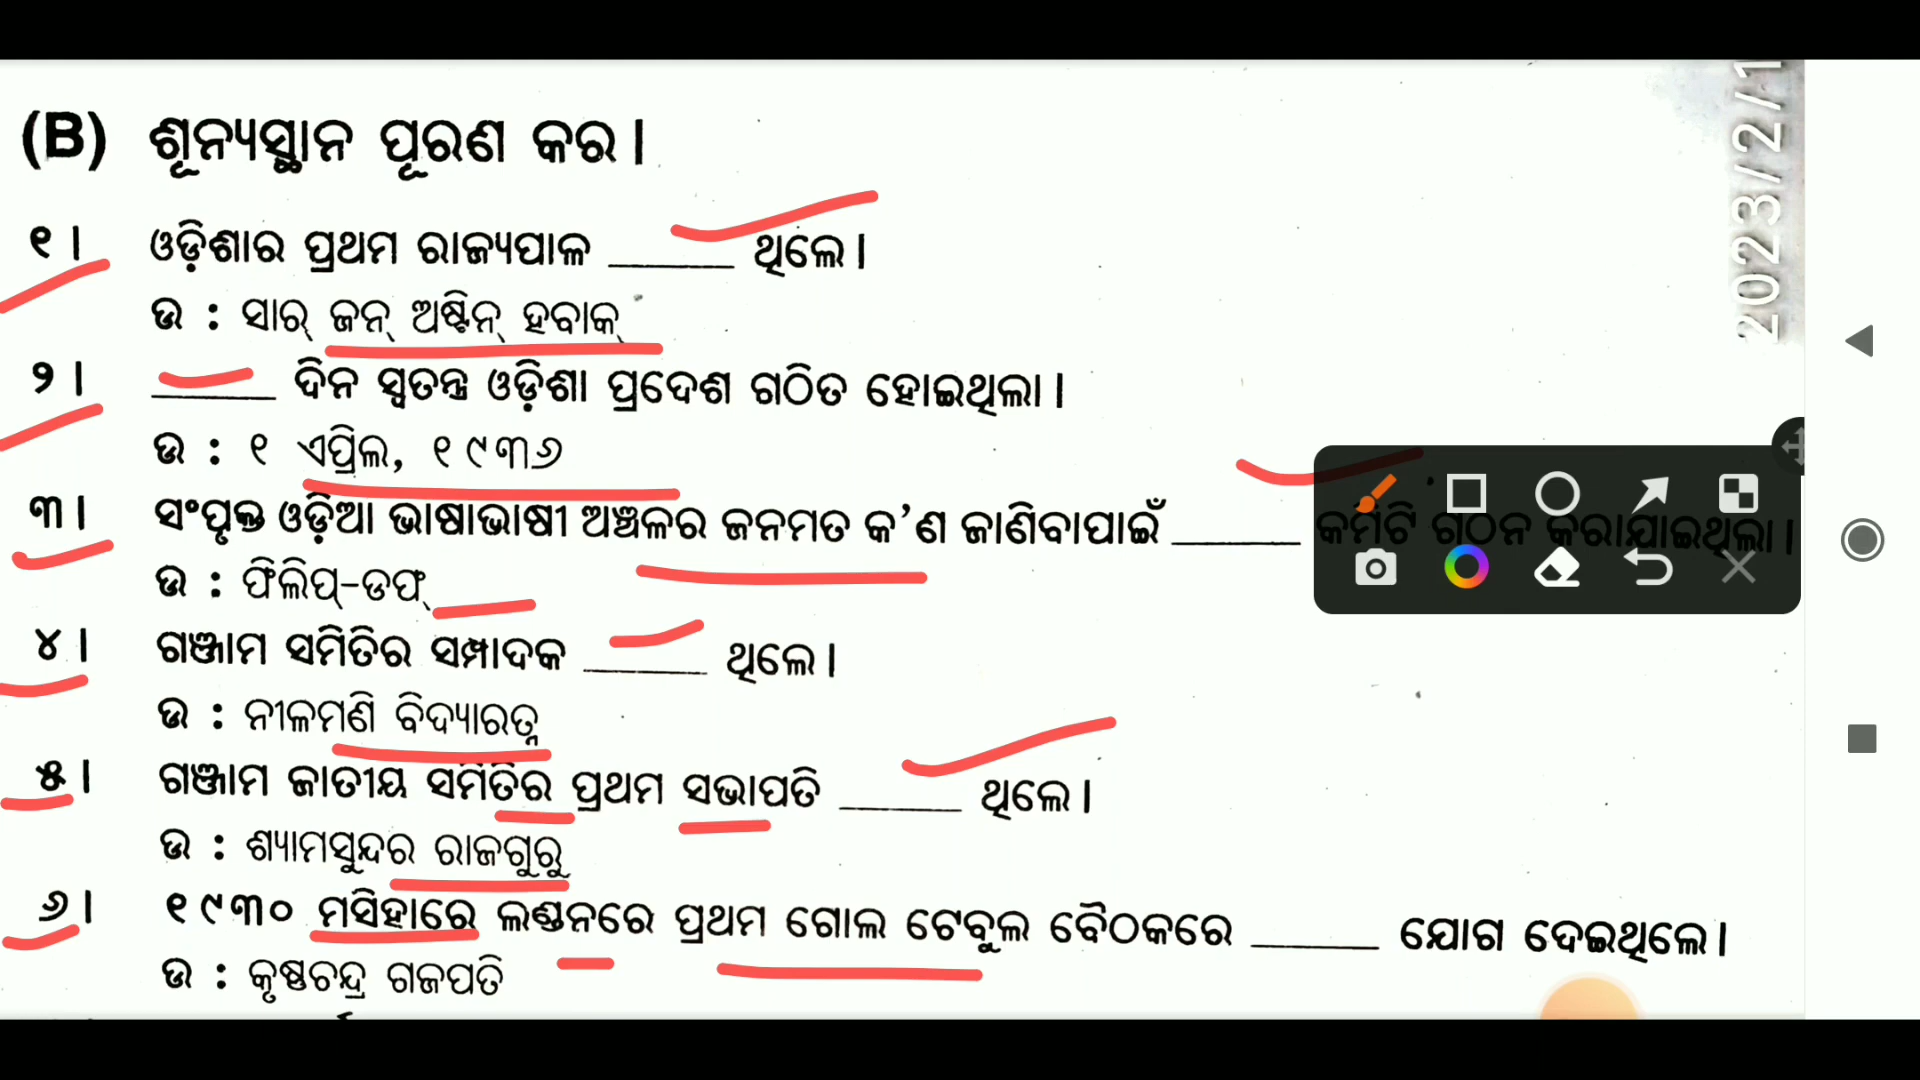 (B) ଶୂନ୍ୟସ୍ଥାନ ପୂରଣ କର ।
୧ । ଓଡ଼ିଶାର ପ୍ରଥମ ରାଜ୍ୟପାଳ ______ ଥିଲେ ।
ଉ : ସାର୍ ଜନ୍ ଅଷ୍ଟିନ୍ ହବାକ୍
୨ । ______ ଦିନ ସ୍ୱତନ୍ତ୍ର ଓଡ଼ିଶା ପ୍ରଦେଶ ଗଠିତ ହୋଇଥିଲା ।
ଉ : ୧ ଏପ୍ରିଲ, ୧୯୩୬
୩ । ସଂପୃକ୍ତ ଓଡ଼ିଆ ଭାଷାଭାଷୀ ଅଞ୍ଚଳର ଜନମତ କ'ଣ ଜାଣିବାପାଇଁ ______ କମିଟି ଗଠନ କରାଯାଇଥିଲା ।
ଉ : ଫିଲିପ୍-ଡଫ୍
୪ । ଗଞ୍ଜାମ ସମିତିର ସମ୍ପାଦକ ______ ଥିଲେ ।
ଉ : ନୀଳମଣି ବିଦ୍ୟାରତ୍ନ
୫ । ଗଞ୍ଜାମ ଜାତୀୟ ସମିତିର ପ୍ରଥମ ସଭାପତି ______ ଥିଲେ ।
ଉ : ଶ୍ୟାମସୁନ୍ଦର ରାଜଗୁରୁ
୬ । ୧୯୩୦ ମସିହାରେ ଲଣ୍ଡନରେ ପ୍ରଥମ ଗୋଲ ଟେବୁଲ ବୈଠକରେ ______ ଯୋଗ ଦେଇଥିଲେ ।
ଉ : କୃଷ୍ଣଚନ୍ଦ୍ର ଗଜପତି
2023/2/1